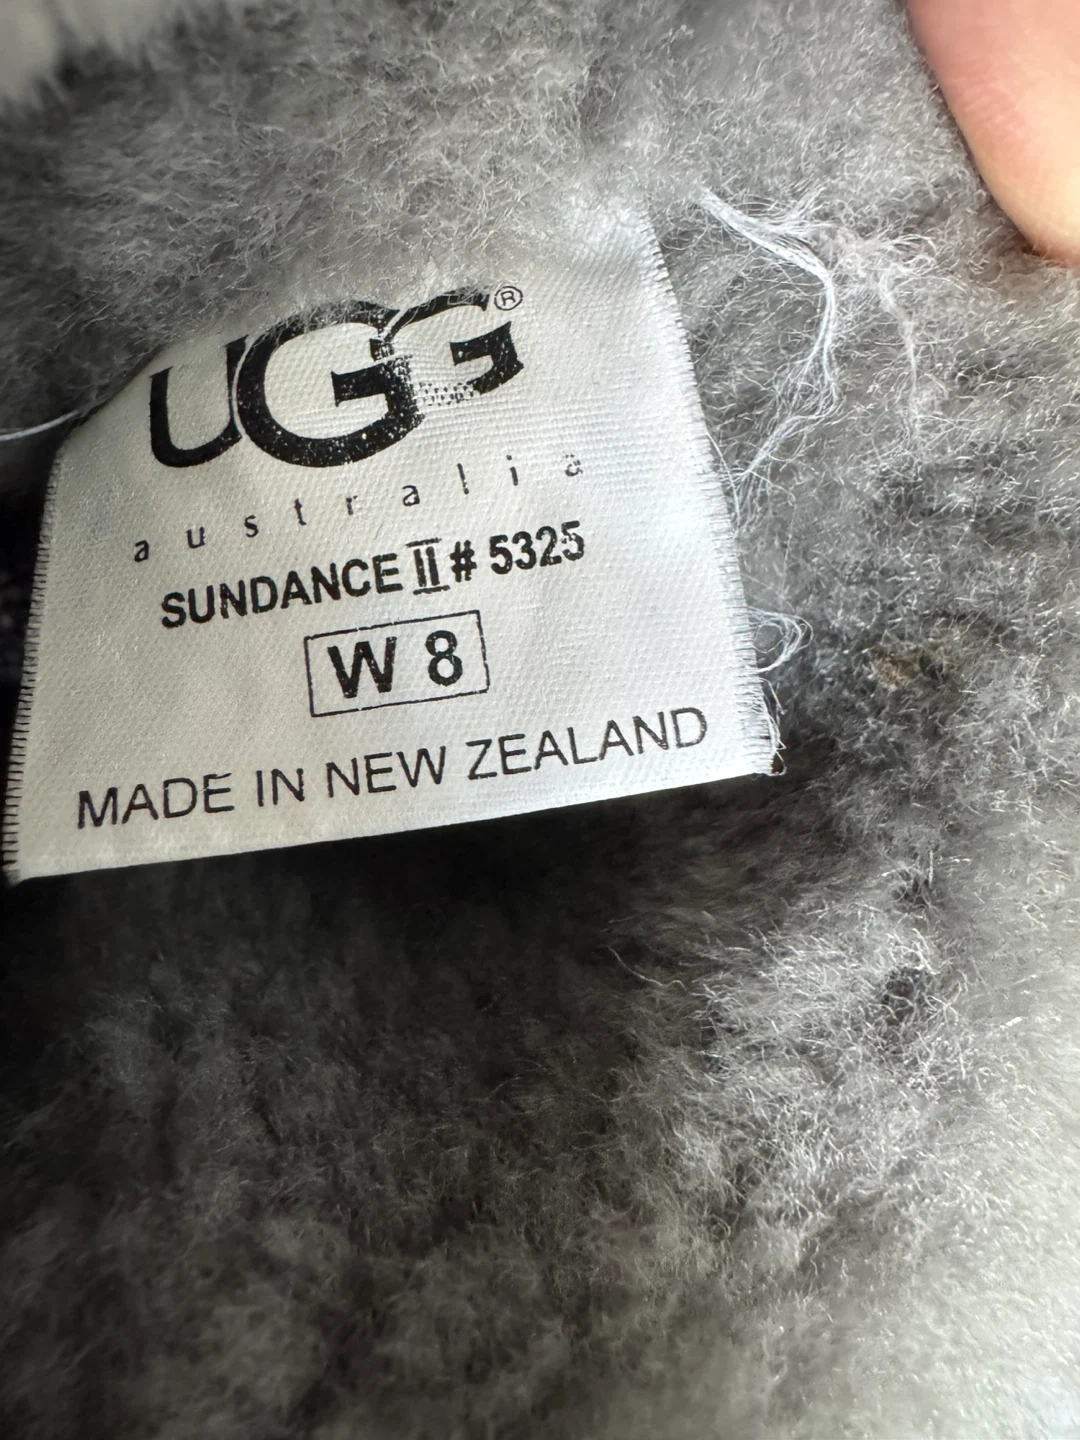 UGG®
australia
SUNDANCE II # 5325
W 8
MADE IN NEW ZEALAND